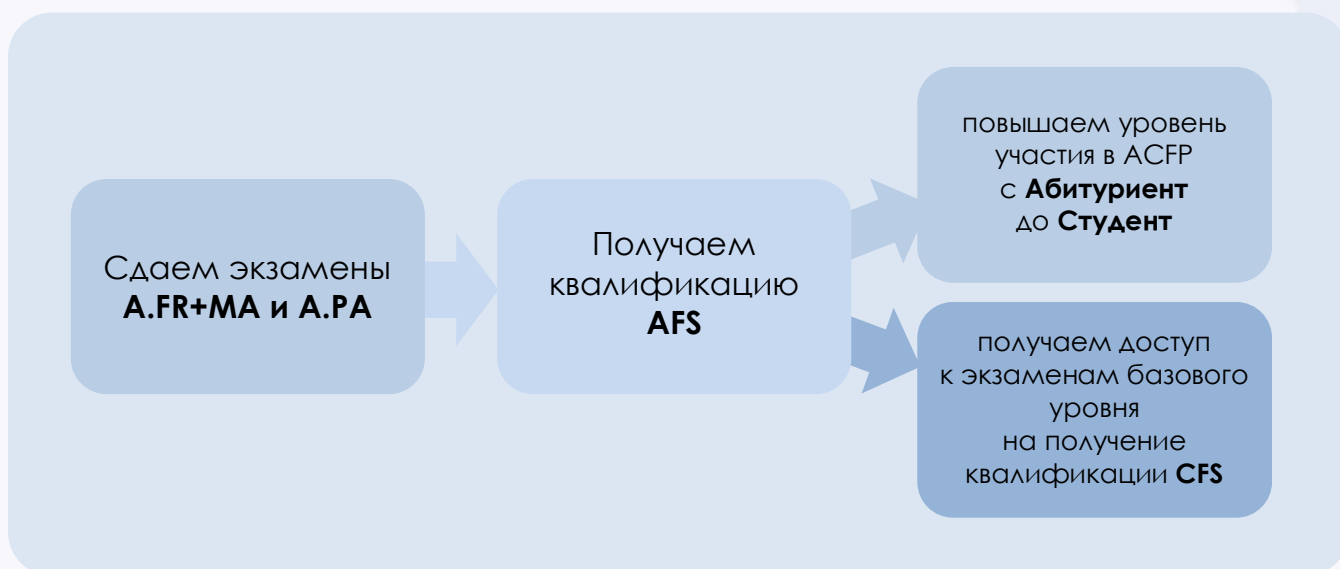 Сдаем экзамены
A.FR+MA и A.PA
Получаем
квалификацию
AFS
повышаем уровень
участия в ACFP
с Абитуриент
до Студент
получаем доступ
к экзаменам базового
уровня
на получение
квалификации CFS